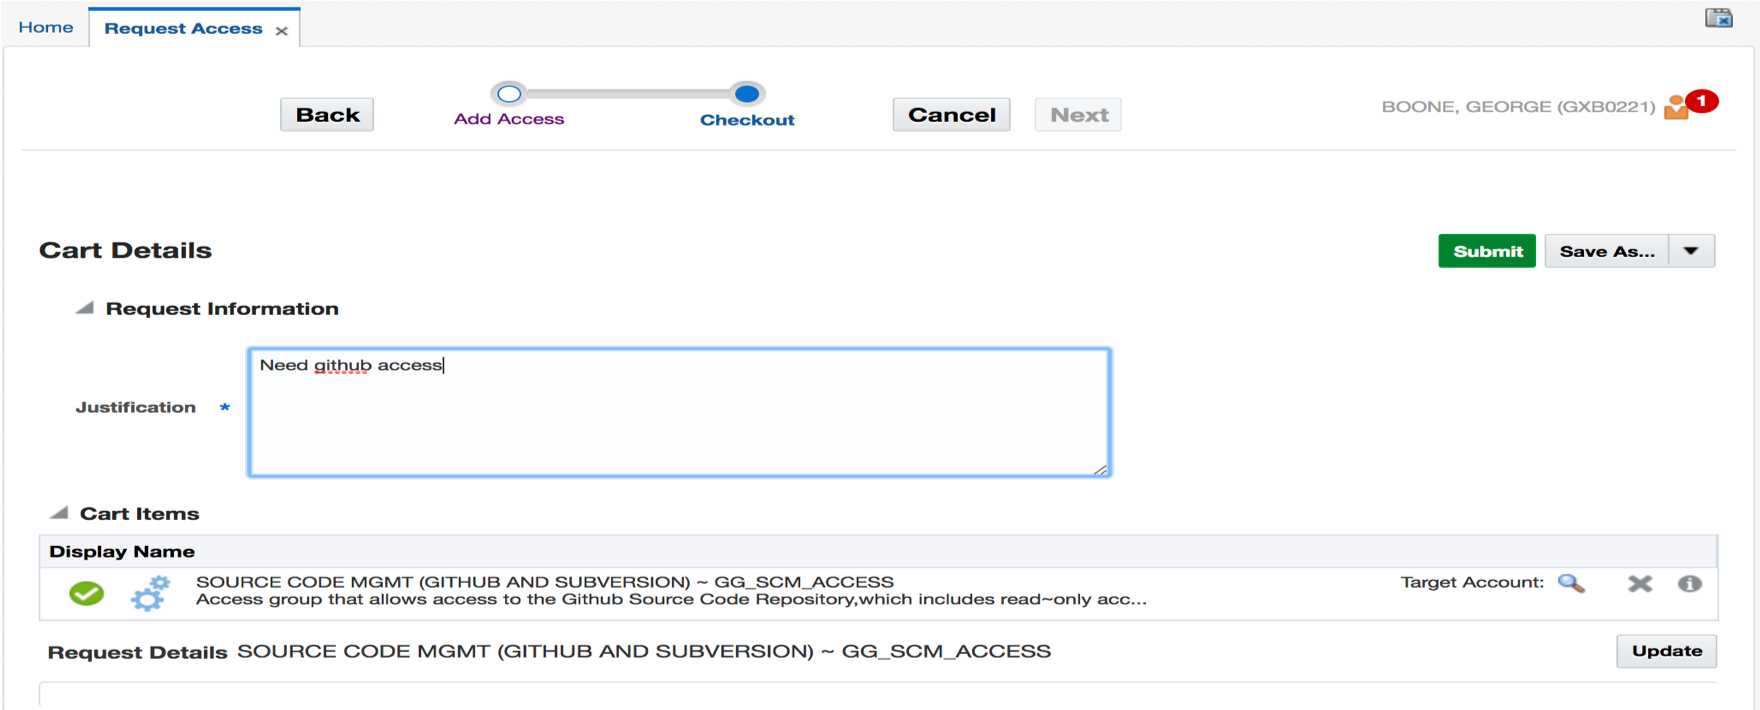 Home
Request Access
Back
Add Access
Checkout
Cancel
Next
BOONE, GEORGE (GXB0221)
1
Cart Details
Submit
Save As...
Request Information
Need github access
Justification *
Cart Items
Display Name
SOURCE CODE MGMT (GITHUB AND SUBVERSION) ~ GG_SCM_ACCESS
Target Account:
Access group that allows access to the Github Source Code Repository,which includes read~only acc...
Request Details SOURCE CODE MGMT (GITHUB AND SUBVERSION) ~ GG_SCM_ACCESS
Update